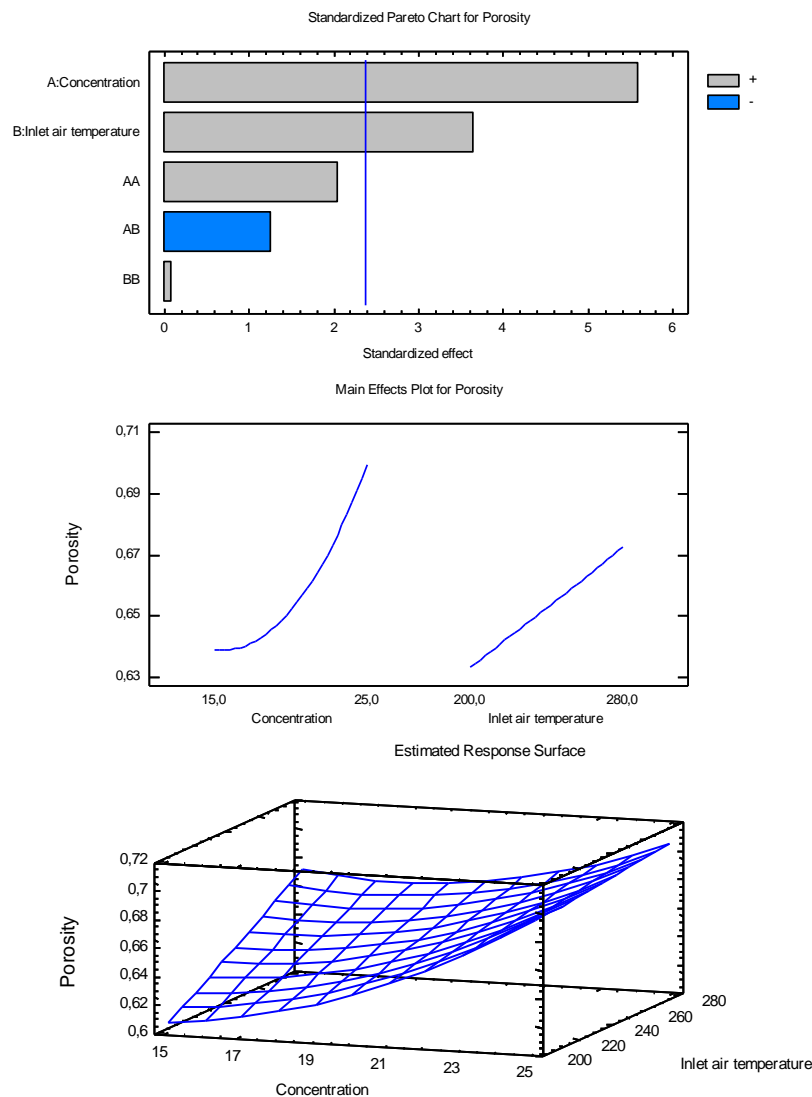 Standardized Pareto Chart for Porosity
A:Concentration
+
-
B:Inlet air temperature
AA
AB
BB
0 1 2 3 4 5 6
Standardized effect
Main Effects Plot for Porosity
0,71
0,69
0,67
0,65
0,63
Porosity
15,0 25,0 200,0 280,0
Concentration Inlet air temperature
Estimated Response Surface
0,72
0,7
0,68
0,66
0,64
0,62
0,6
Porosity
15 17 19 21 23 25
Concentration
200 220 240 260 280
Inlet air temperature